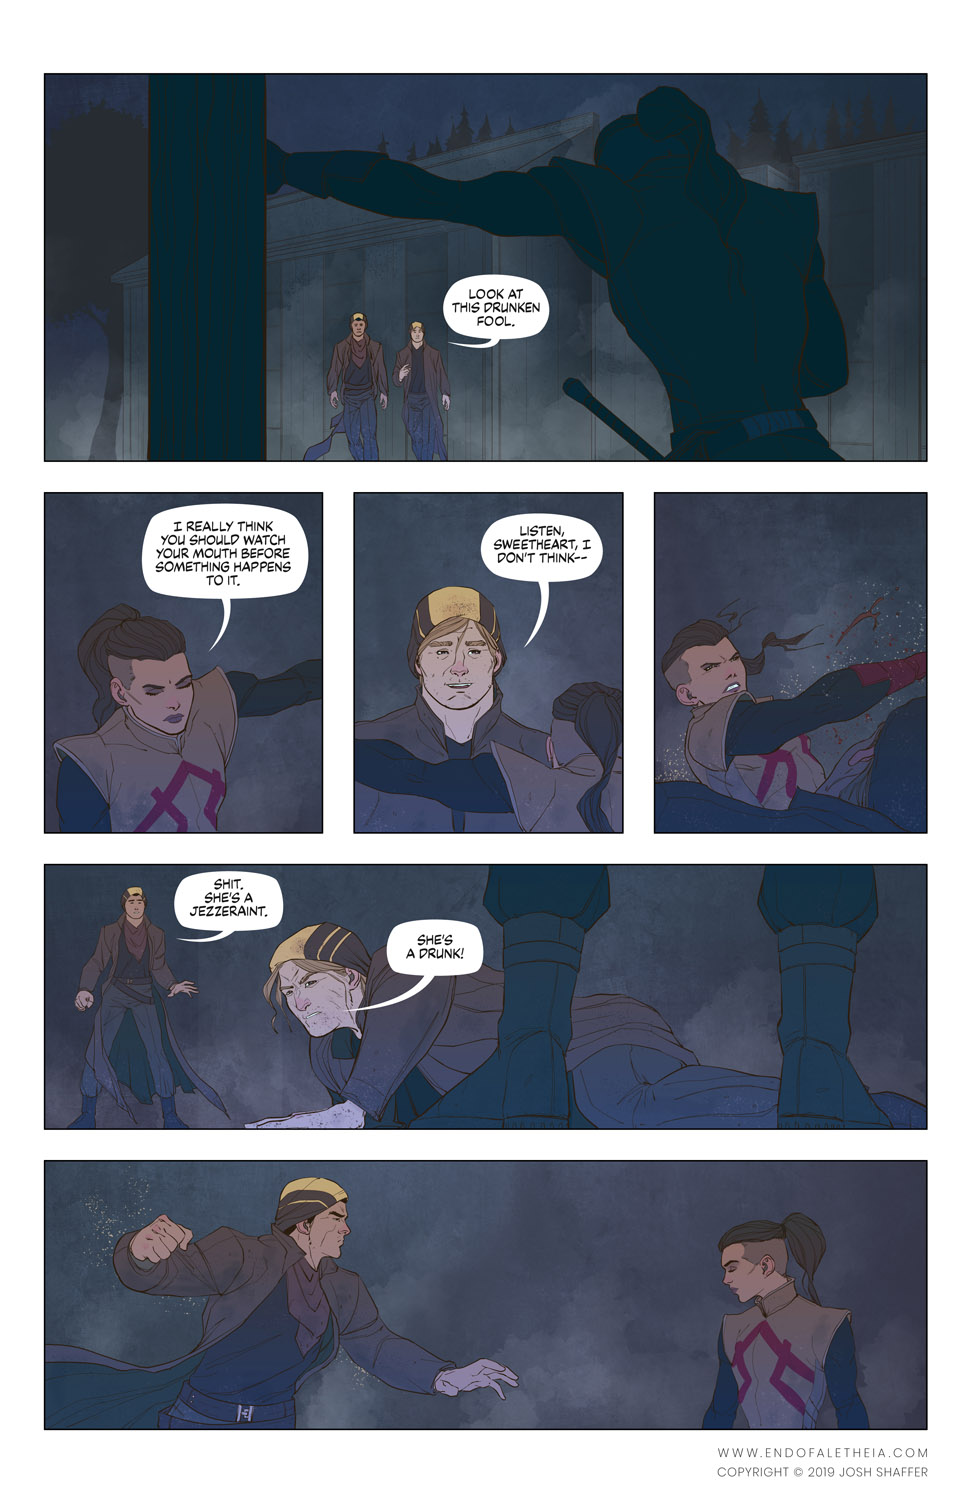 LOOK AT
THIS DRUNKEN
FOOL.
I REALLY THINK
YOU SHOULD WATCH
YOUR MOUTH BEFORE
SOMETHING HAPPENS
TO IT.
LISTEN,
SWEETHEART, I
DON'T THINK--
SHIT.
SHE'S A
JEZZERAINT.
SHE'S
A DRUNK!
WWW.ENDOFALETHEIA.COM
COPYRIGHT © 2019 JOSH SHAFFER